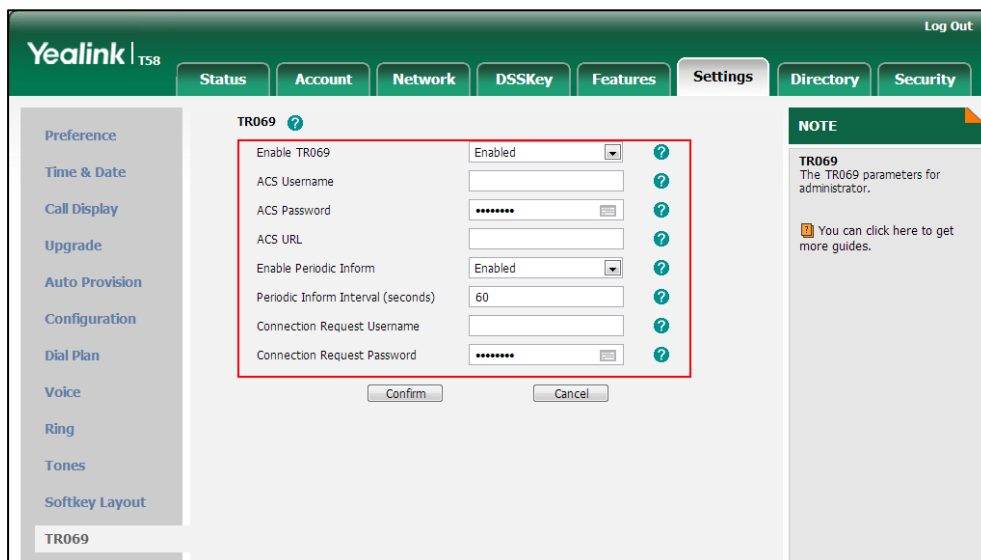 Log Out
Yealink | T58
Status Account Network DSSKey Features Settings Directory Security
Preference
Time & Date
Call Display
Upgrade
Auto Provision
Configuration
Dial Plan
Voice
Ring
Tones
Softkey Layout
TR069
TR069 ?
Enable TR069 Enabled ?
ACS Username ?
ACS Password •••••••• ?
ACS URL ?
Enable Periodic Inform Enabled ?
Periodic Inform Interval (seconds) 60 ?
Connection Request Username ?
Connection Request Password •••••••• ?
Confirm Cancel
NOTE
TR069
The TR069 parameters for
administrator.
? You can click here to get
more guides.